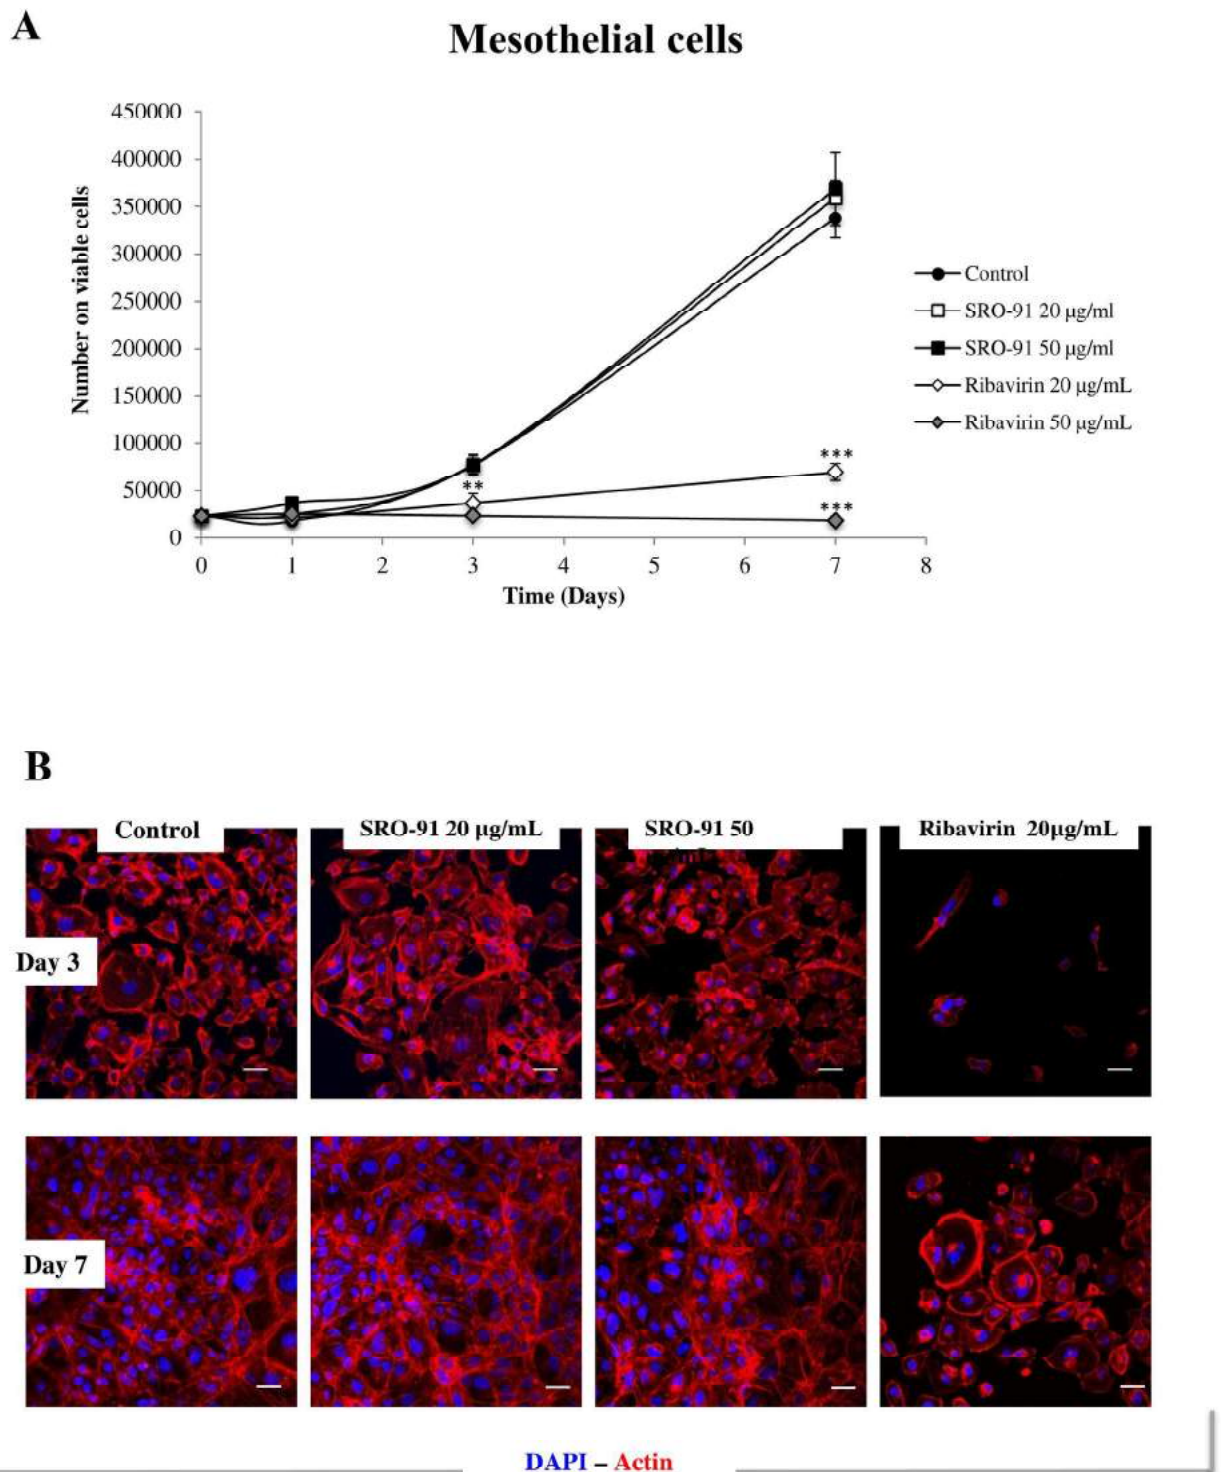 A
Mesothelial cells
450000
400000
350000
300000
250000
200000
150000
100000
50000
0
Number on viable cells
0 1 2 3 4 5 6 7 8
Time (Days)
**
***
***
Control
SRO-91 20 µg/ml
SRO-91 50 µg/ml
Ribavirin 20 µg/mL
Ribavirin 50 µg/mL
B
Control SRO-91 20 µg/mL SRO-91 50 Ribavirin 20µg/mL
Day 3
Day 7
DAPI – Actin